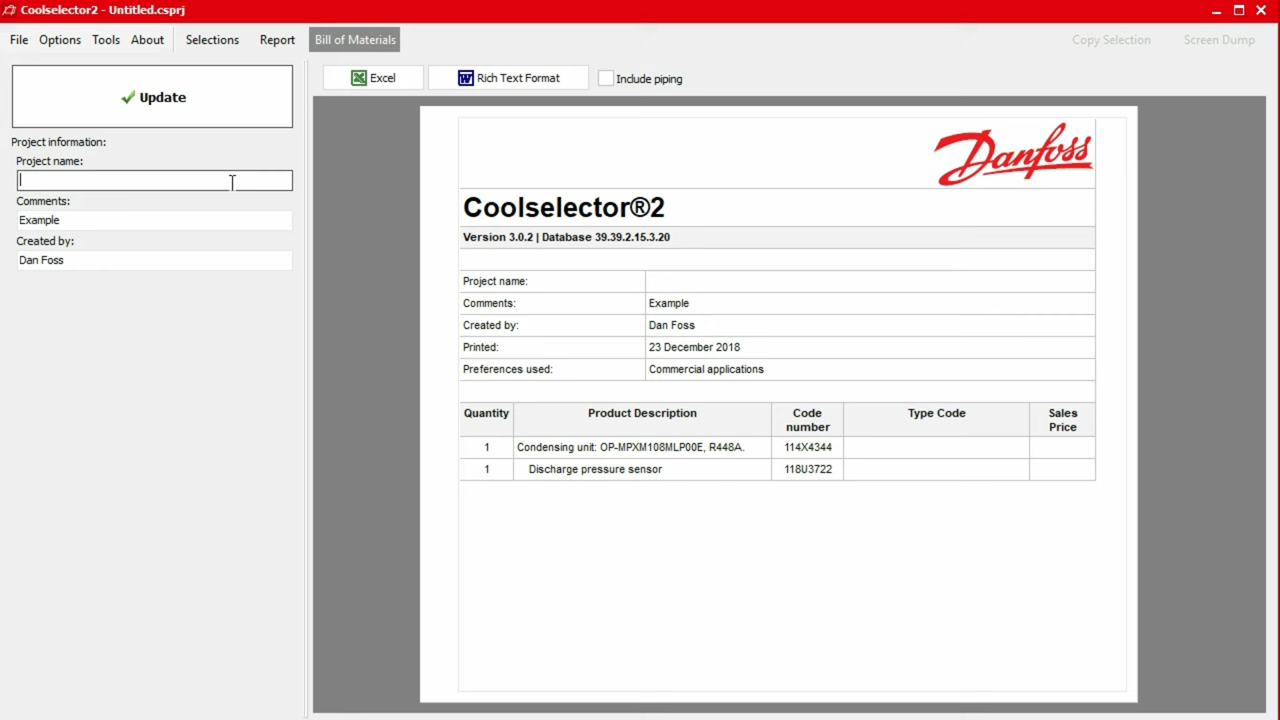 Coolselector2 - Untitled.csprj
File Options Tools About Selections Report Bill of Materials Copy Selection Screen Dump
Update
Excel Rich Text Format Include piping
Project information:
Project name:
Comments:
Example
Created by:
Dan Foss
Danfoss
Coolselector®2
Version 3.0.2 | Database 39.39.2.15.3.20
Project name:
Comments: Example
Created by: Dan Foss
Printed: 23 December 2018
Preferences used: Commercial applications
Quantity Product Description Code number Type Code Sales Price
1 Condensing unit: OP-MPXM108MLP00E, R448A. 114X4344
1 Discharge pressure sensor 118U3722